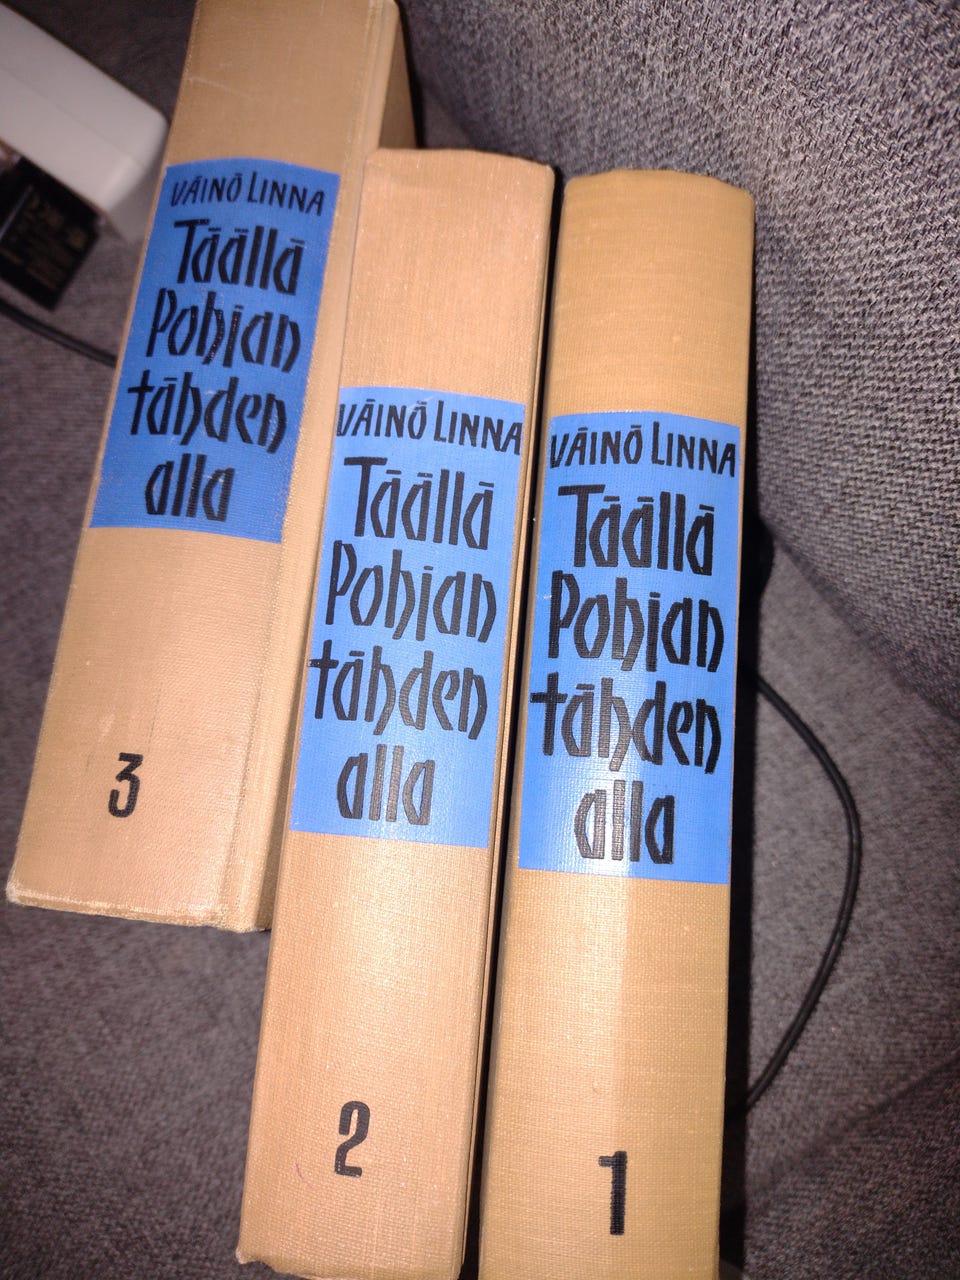 VÄINÖ LINNA
Täällä
Pohjan
tähden
alla
3
VÄINÖ LINNA
Täällä
Pohjan
tähden
alla
2
VÄINÖ LINNA
Täällä
Pohjan
tähden
alla
1